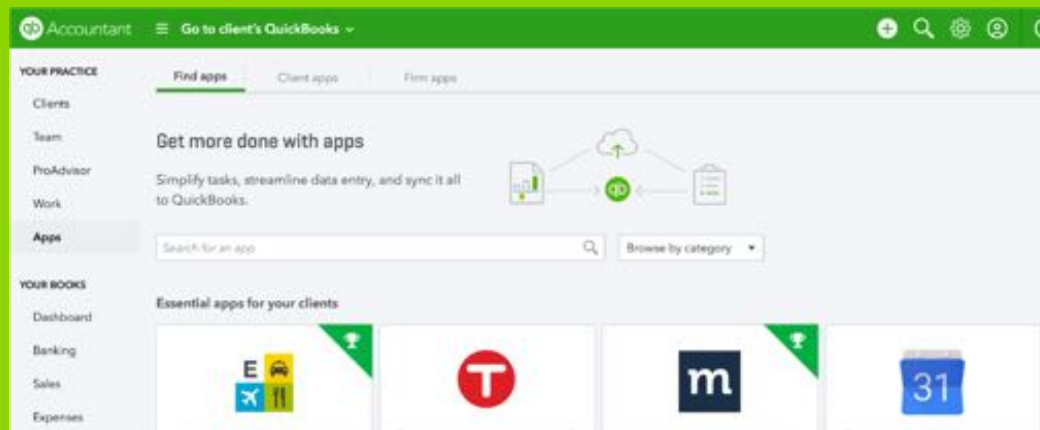 qb Accountant
Go to client's QuickBooks
YOUR PRACTICE
Clients
Team
ProAdvisor
Work
Apps
YOUR BOOKS
Dashboard
Banking
Sales
Expenses
Find apps
Client apps
Firm apps
Get more done with apps
Simplify tasks, streamline data entry, and sync it all
to QuickBooks.
qb
Search for an app
Browse by category
Essential apps for your clients
E
T
m
31